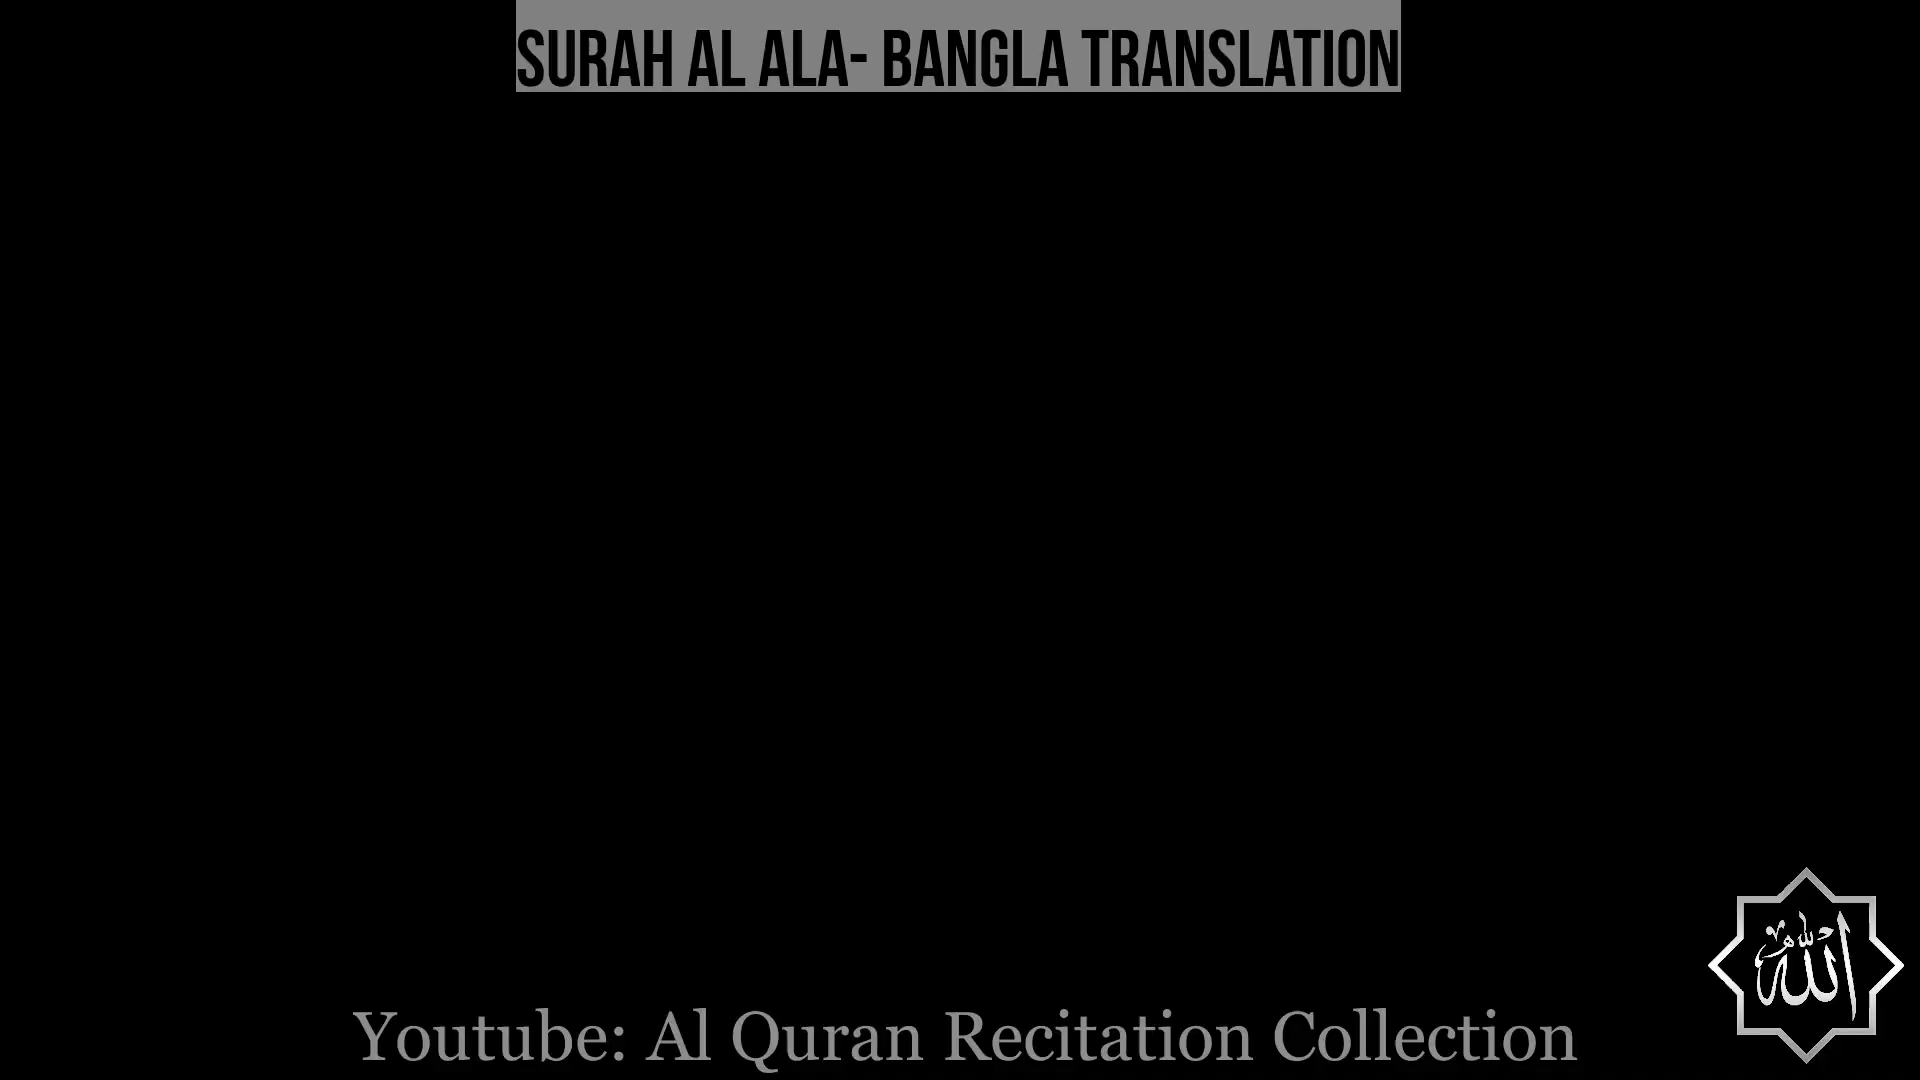 SURAH AL ALA- BANGLA TRANSLATION
الله
Youtube: Al Quran Recitation Collection